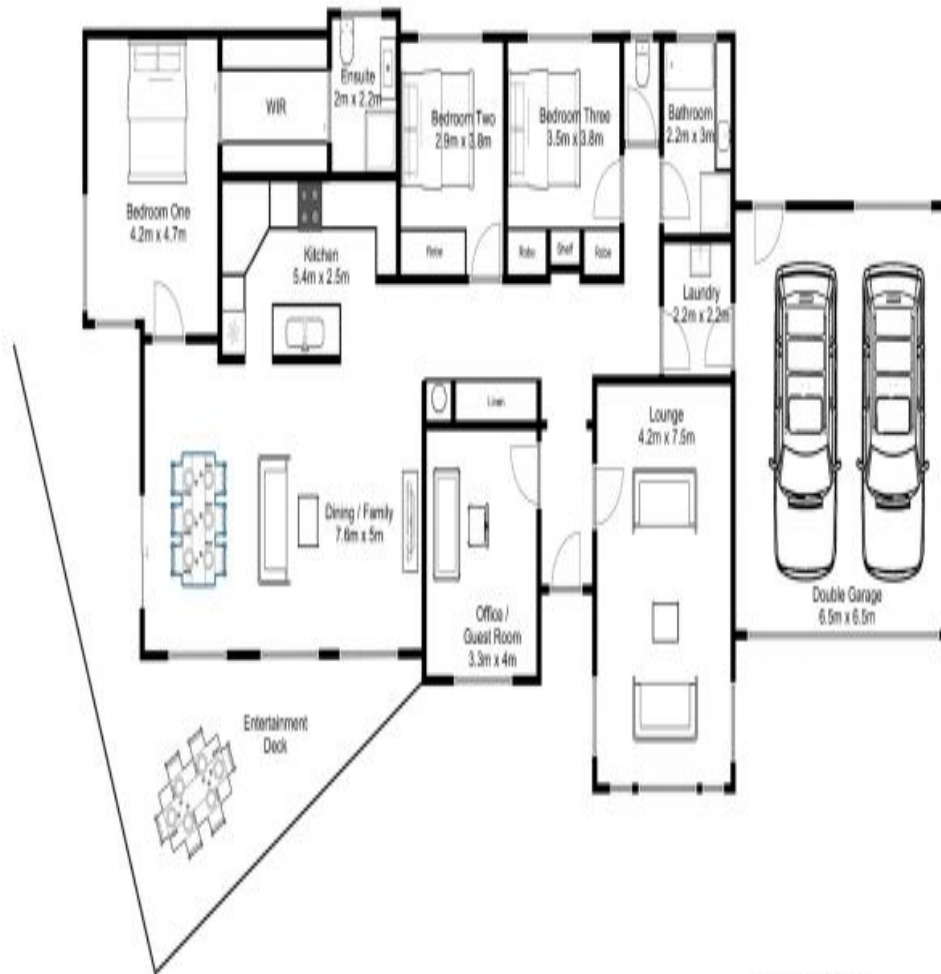 Bedroom One
4.2m x 4.7m
WIR
Ensuite
2m x 2.2m
Bedroom Two
2.9m x 3.8m
Bedroom Three
3.5m x 3.8m
Bathroom
2.2m x 3m
Kitchen
5.4m x 2.5m
Robe
Robe
Shelf
Robe
Laundry
2.2m x 2.2m
Linen
Lounge
4.2m x 7.5m
Dining / Family
7.6m x 5m
Office /
Guest Room
3.3m x 4m
Double Garage
6.5m x 6.5m
Entertainment
Deck